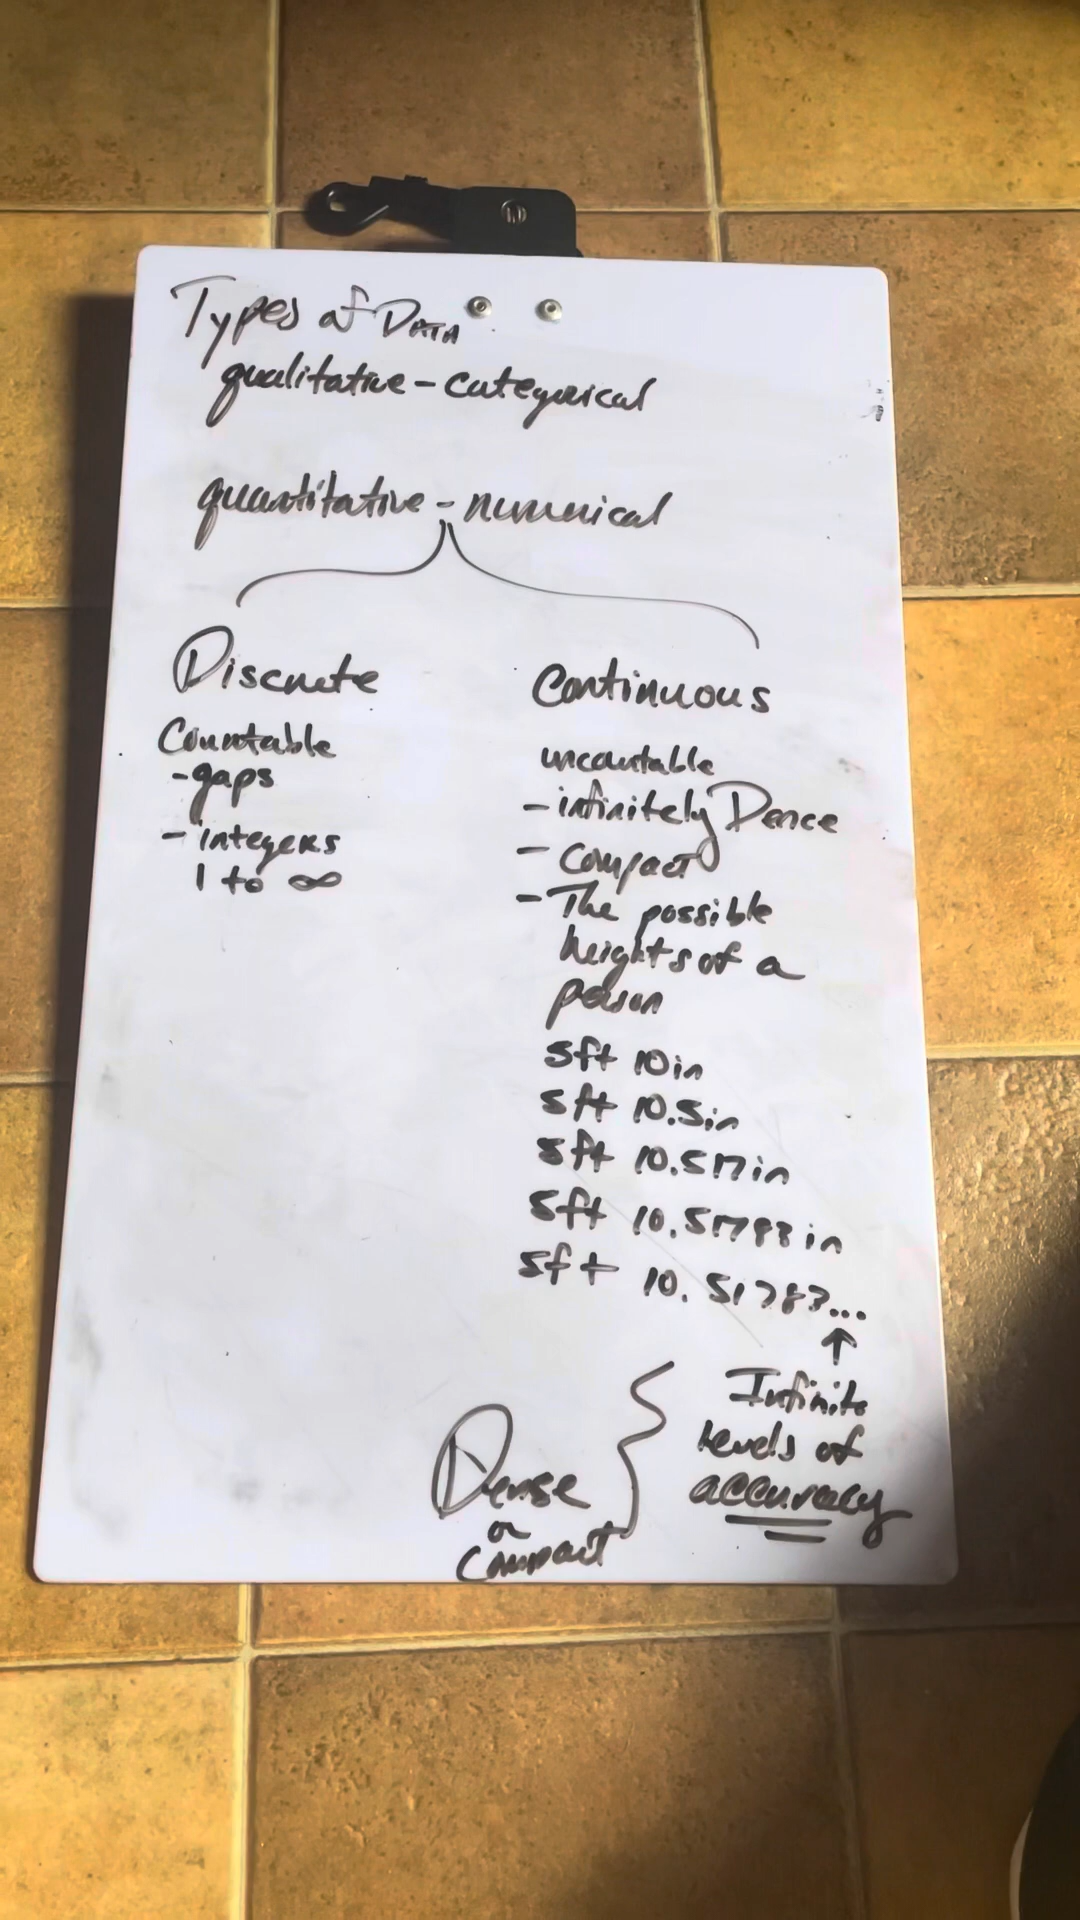 Types of DATA
qualitative - categorical
quantitative - numerical
Discrete
Countable
- gaps
- integers
1 to ∞
Continuous
uncountable
- infinitely Dence
- compact
- The possible
heights of a
person
5ft 10in
5ft 10.5in
5ft 10.517in
5ft 10.51783in
5ft 10.51783...
↑
Infinite
levels of
accuracy
Dense
or
Compact